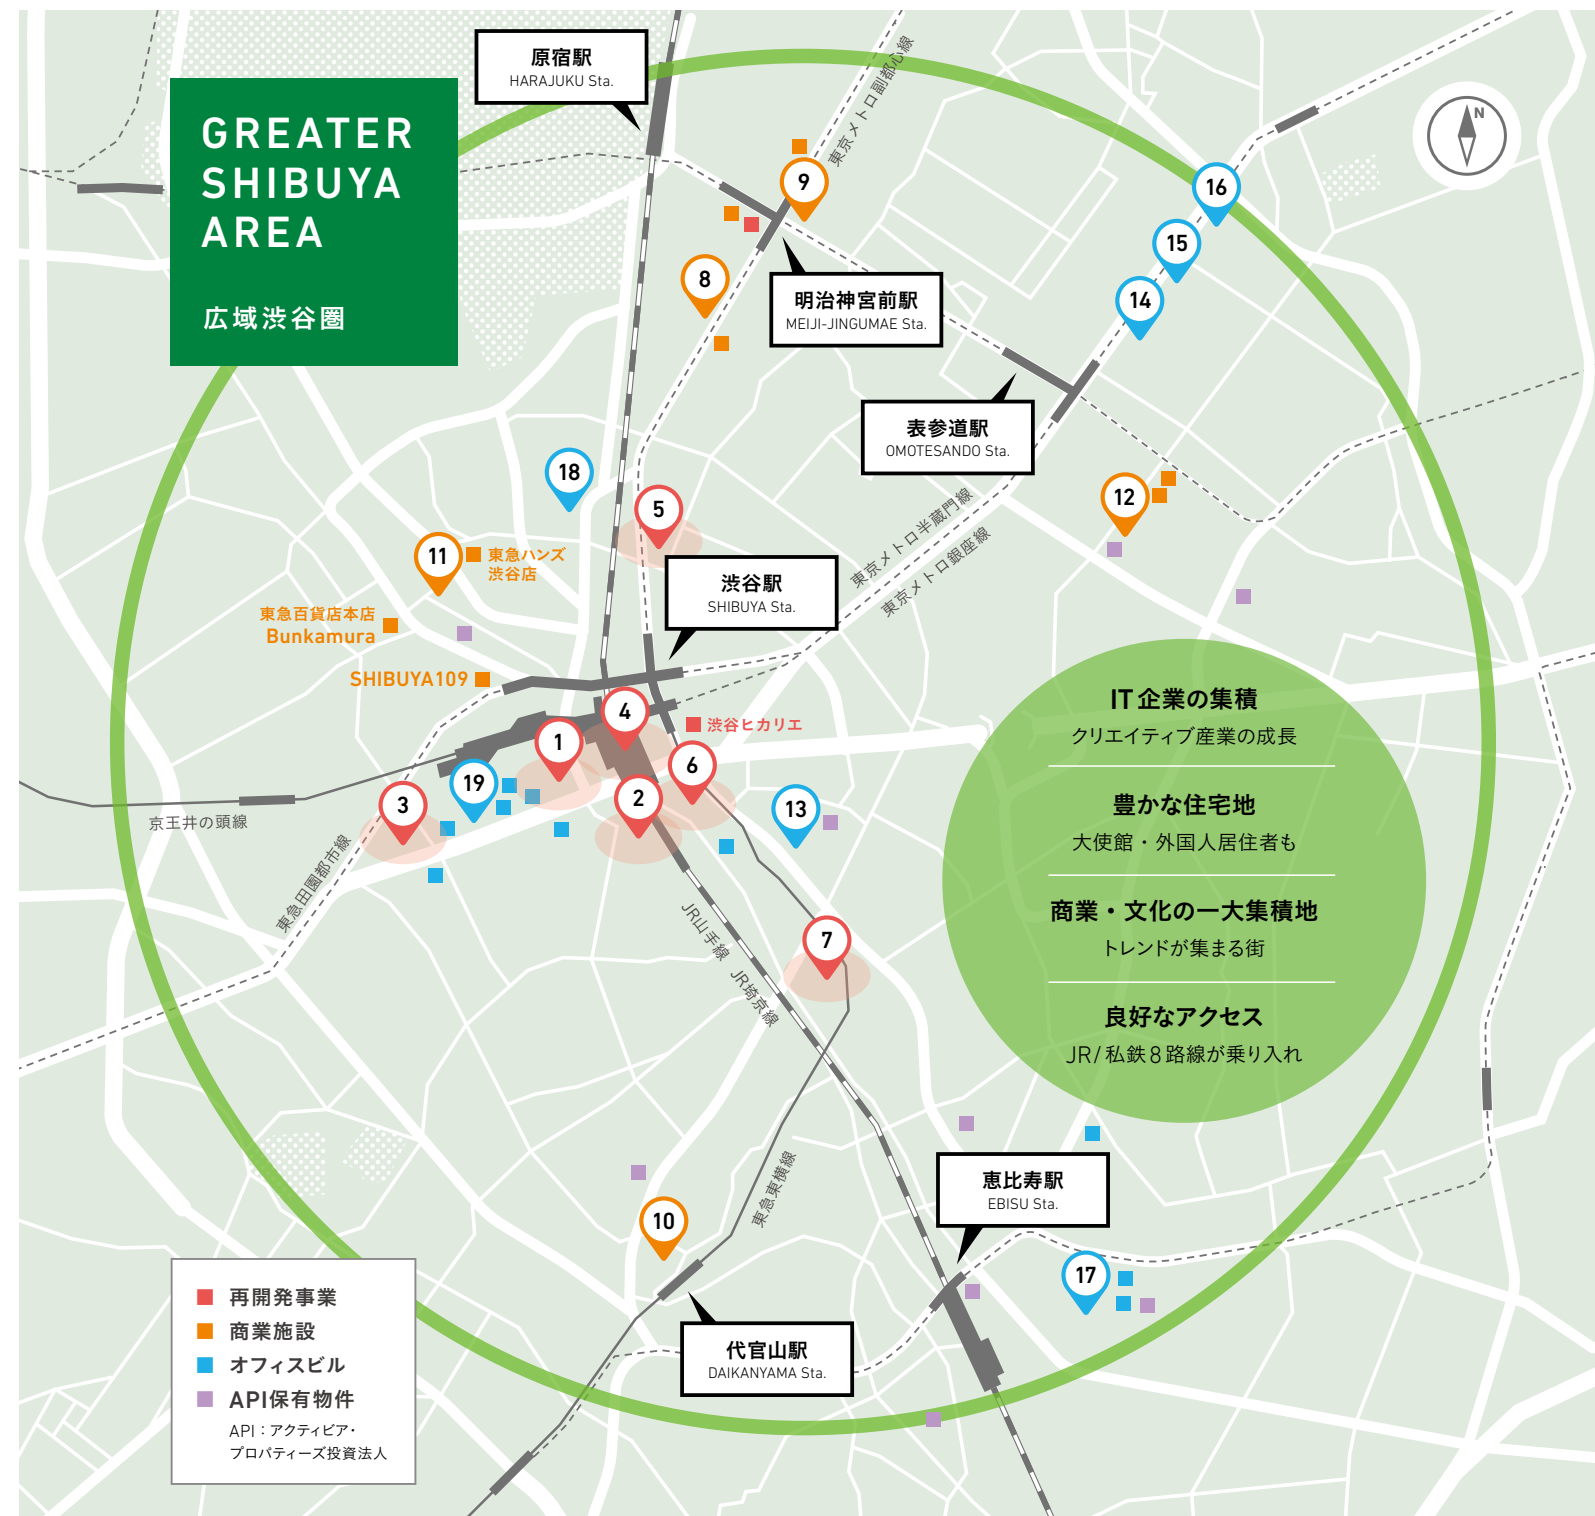 GREATER
SHIBUYA
AREA
広域渋谷圏
原宿駅
HARAJUKU Sta.
東京メトロ副都心線
N
9
16
15
8
14
明治神宮前駅
MEIJI-JINGUMAE Sta.
表参道駅
OMOTESANDO Sta.
18
5
12
東京メトロ半蔵門線
東京メトロ銀座線
11
東急ハンズ
渋谷店
渋谷駅
SHIBUYA Sta.
東急百貨店本店
Bunkamura
SHIBUYA109
4
渋谷ヒカリエ
1
6
19
2
3
13
京王井の頭線
東急田園都市線
JR山手線
JR埼京線
7
IT企業の集積
クリエイティブ産業の成長
豊かな住宅地
大使館・外国人居住者も
商業・文化の一大集積地
トレンドが集まる街
良好なアクセス
JR/私鉄8路線が乗り入れ
東急東横線
10
恵比寿駅
EBISU Sta.
17
代官山駅
DAIKANYAMA Sta.
再開発事業
商業施設
オフィスビル
API保有物件
API：アクティビア・
プロパティーズ投資法人